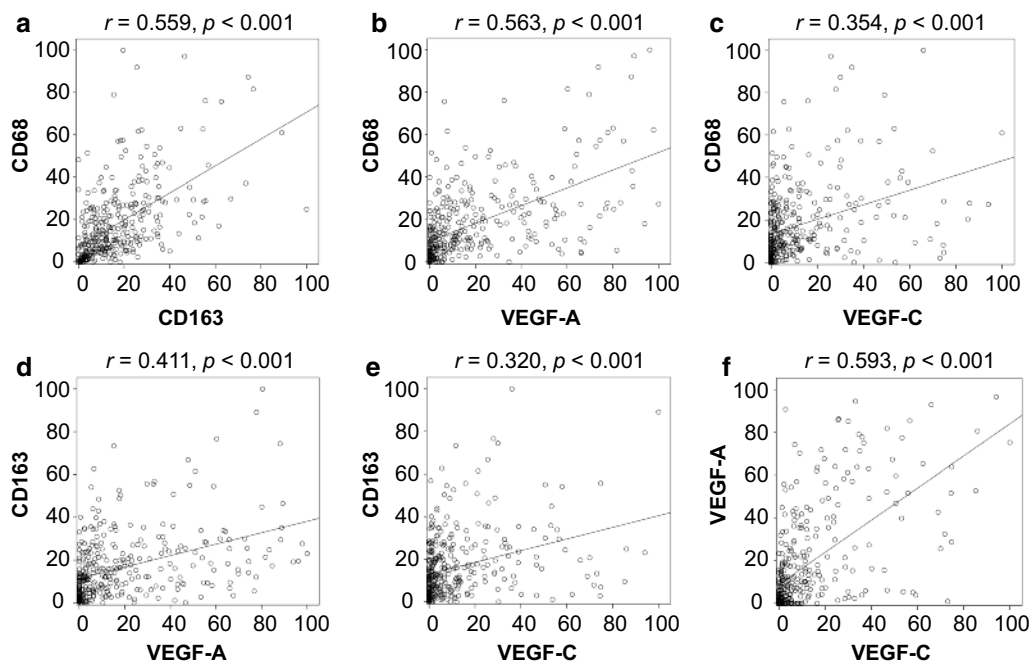 a
r = 0.559, p < 0.001
100
80
60
40
20
0
CD68
0 20 40 60 80 100
CD163
b
r = 0.563, p < 0.001
100
80
60
40
20
0
CD68
0 20 40 60 80 100
VEGF-A
c
r = 0.354, p < 0.001
100
80
60
40
20
0
CD68
0 20 40 60 80 100
VEGF-C
d
r = 0.411, p < 0.001
100
80
60
40
20
0
CD163
0 20 40 60 80 100
VEGF-A
e
r = 0.320, p < 0.001
100
80
60
40
20
0
CD163
0 20 40 60 80 100
VEGF-C
f
r = 0.593, p < 0.001
100
80
60
40
20
0
VEGF-A
0 20 40 60 80 100
VEGF-C